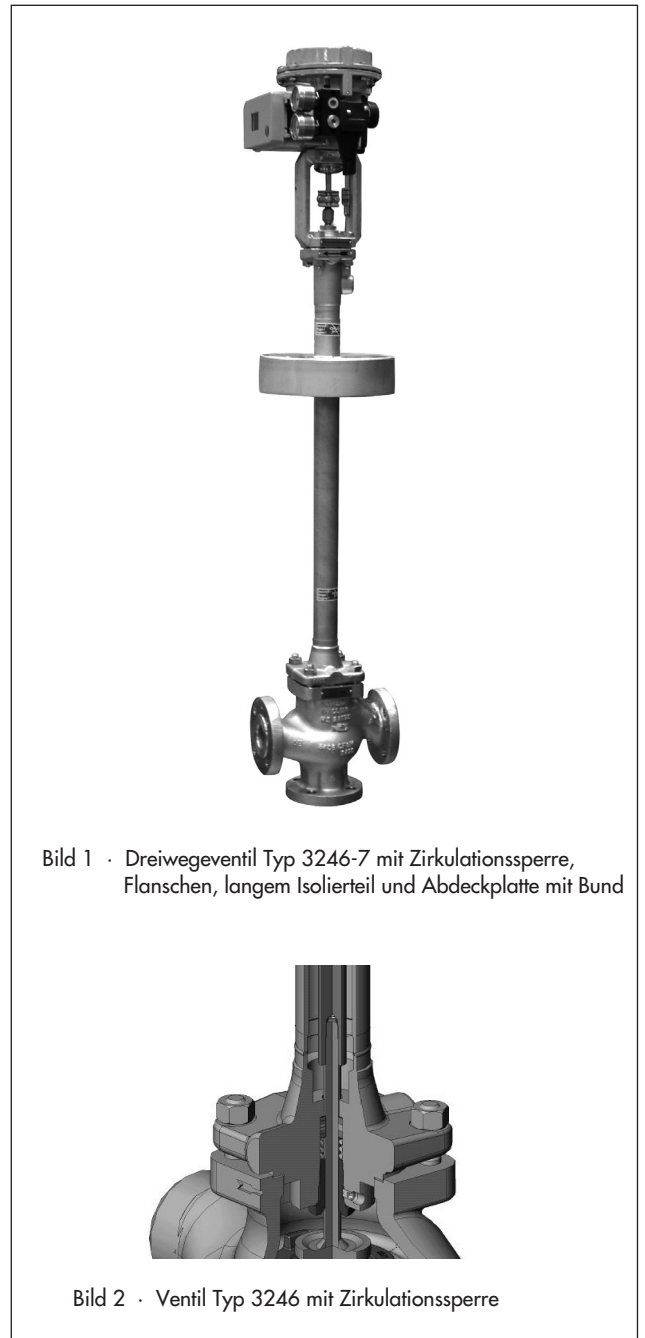 Bild 1 · Dreiwegeventil Typ 3246-7 mit Zirkulationssperre,
Flanschen, langem Isolierteil und Abdeckplatte mit Bund
Bild 2 · Ventil Typ 3246 mit Zirkulationssperre